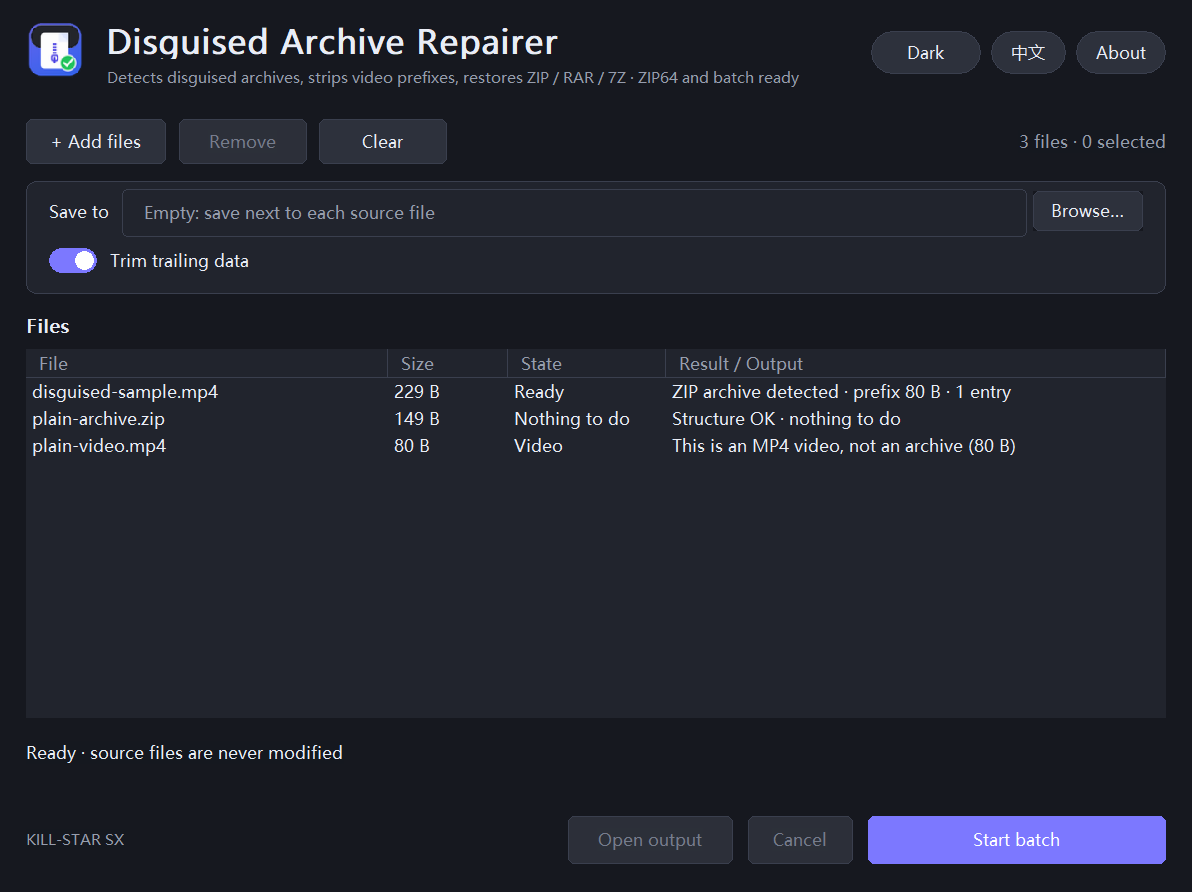 Disguised Archive Repairer
Detects disguised archives, strips video prefixes, restores ZIP / RAR / 7Z · ZIP64 and batch ready
Dark
中文
About
+ Add files
Remove
Clear
3 files · 0 selected
Save to
Empty: save next to each source file
Browse...
Trim trailing data
Files
File Size State Result / Output
disguised-sample.mp4 229 B Ready ZIP archive detected · prefix 80 B · 1 entry
plain-archive.zip 149 B Nothing to do Structure OK · nothing to do
plain-video.mp4 80 B Video This is an MP4 video, not an archive (80 B)
Ready · source files are never modified
KILL-STAR SX
Open output
Cancel
Start batch